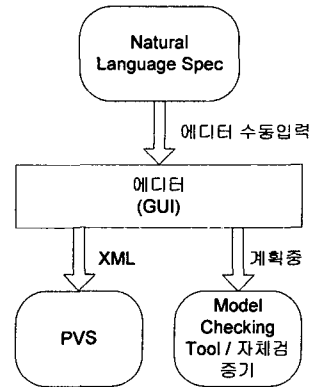 Natural
Language Spec
에디터 수동입력
에디터
(GUI)
XML
계획중
PVS
Model
Checking
Tool / 자체검
증기